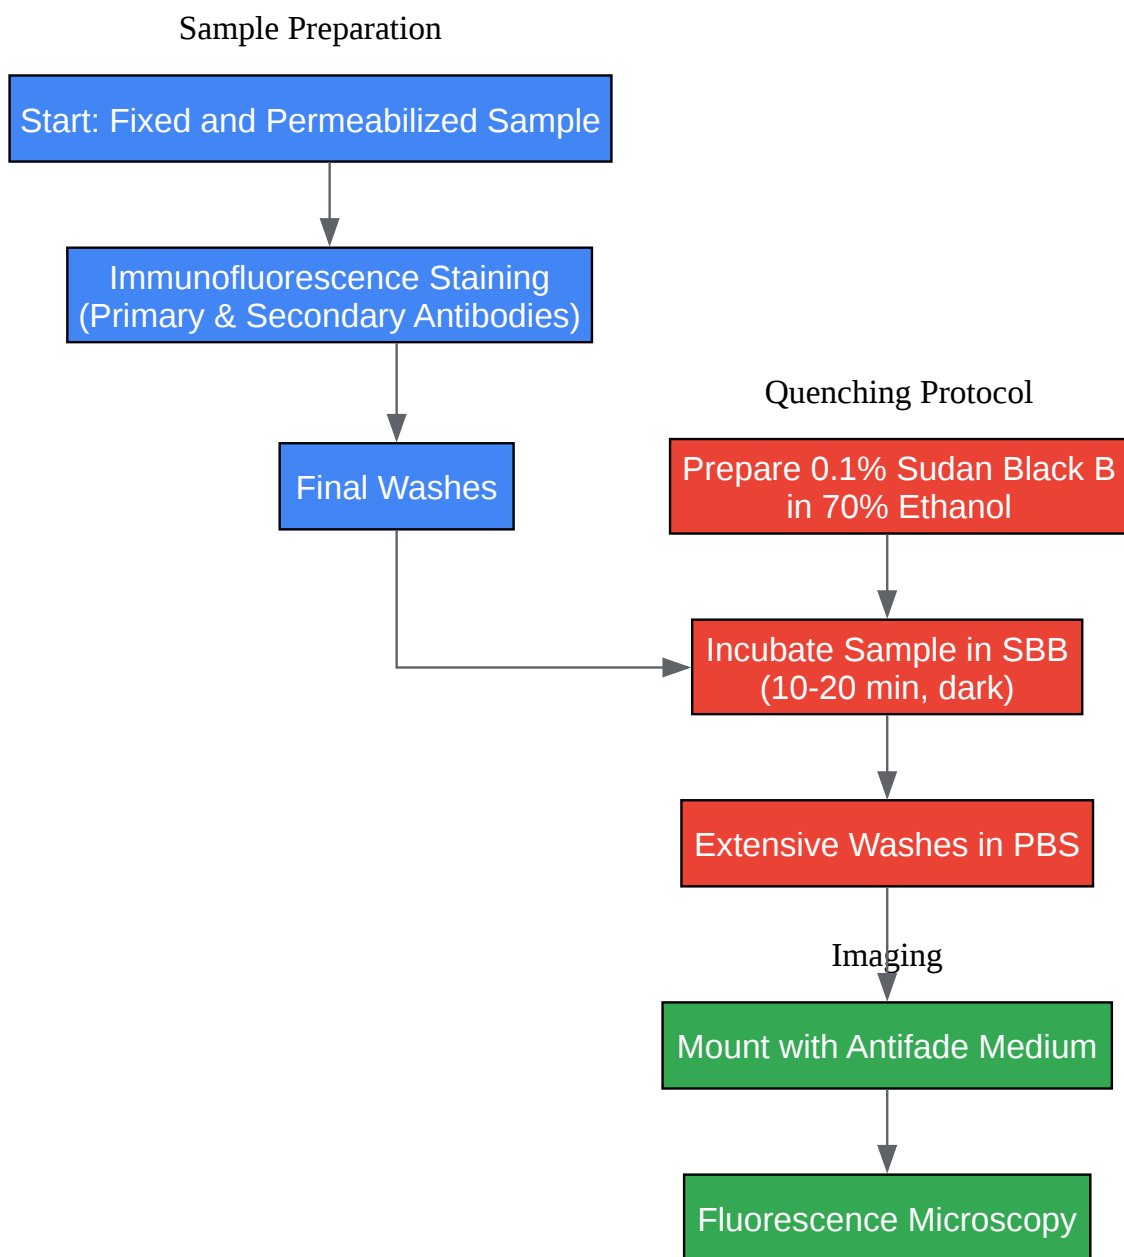 Sample Preparation
Start: Fixed and Permeabilized Sample
Immunofluorescence Staining
(Primary & Secondary Antibodies)
Final Washes
Quenching Protocol
Prepare 0.1% Sudan Black B
in 70% Ethanol
Incubate Sample in SBB
(10-20 min, dark)
Extensive Washes in PBS
Imaging
Mount with Antifade Medium
Fluorescence Microscopy